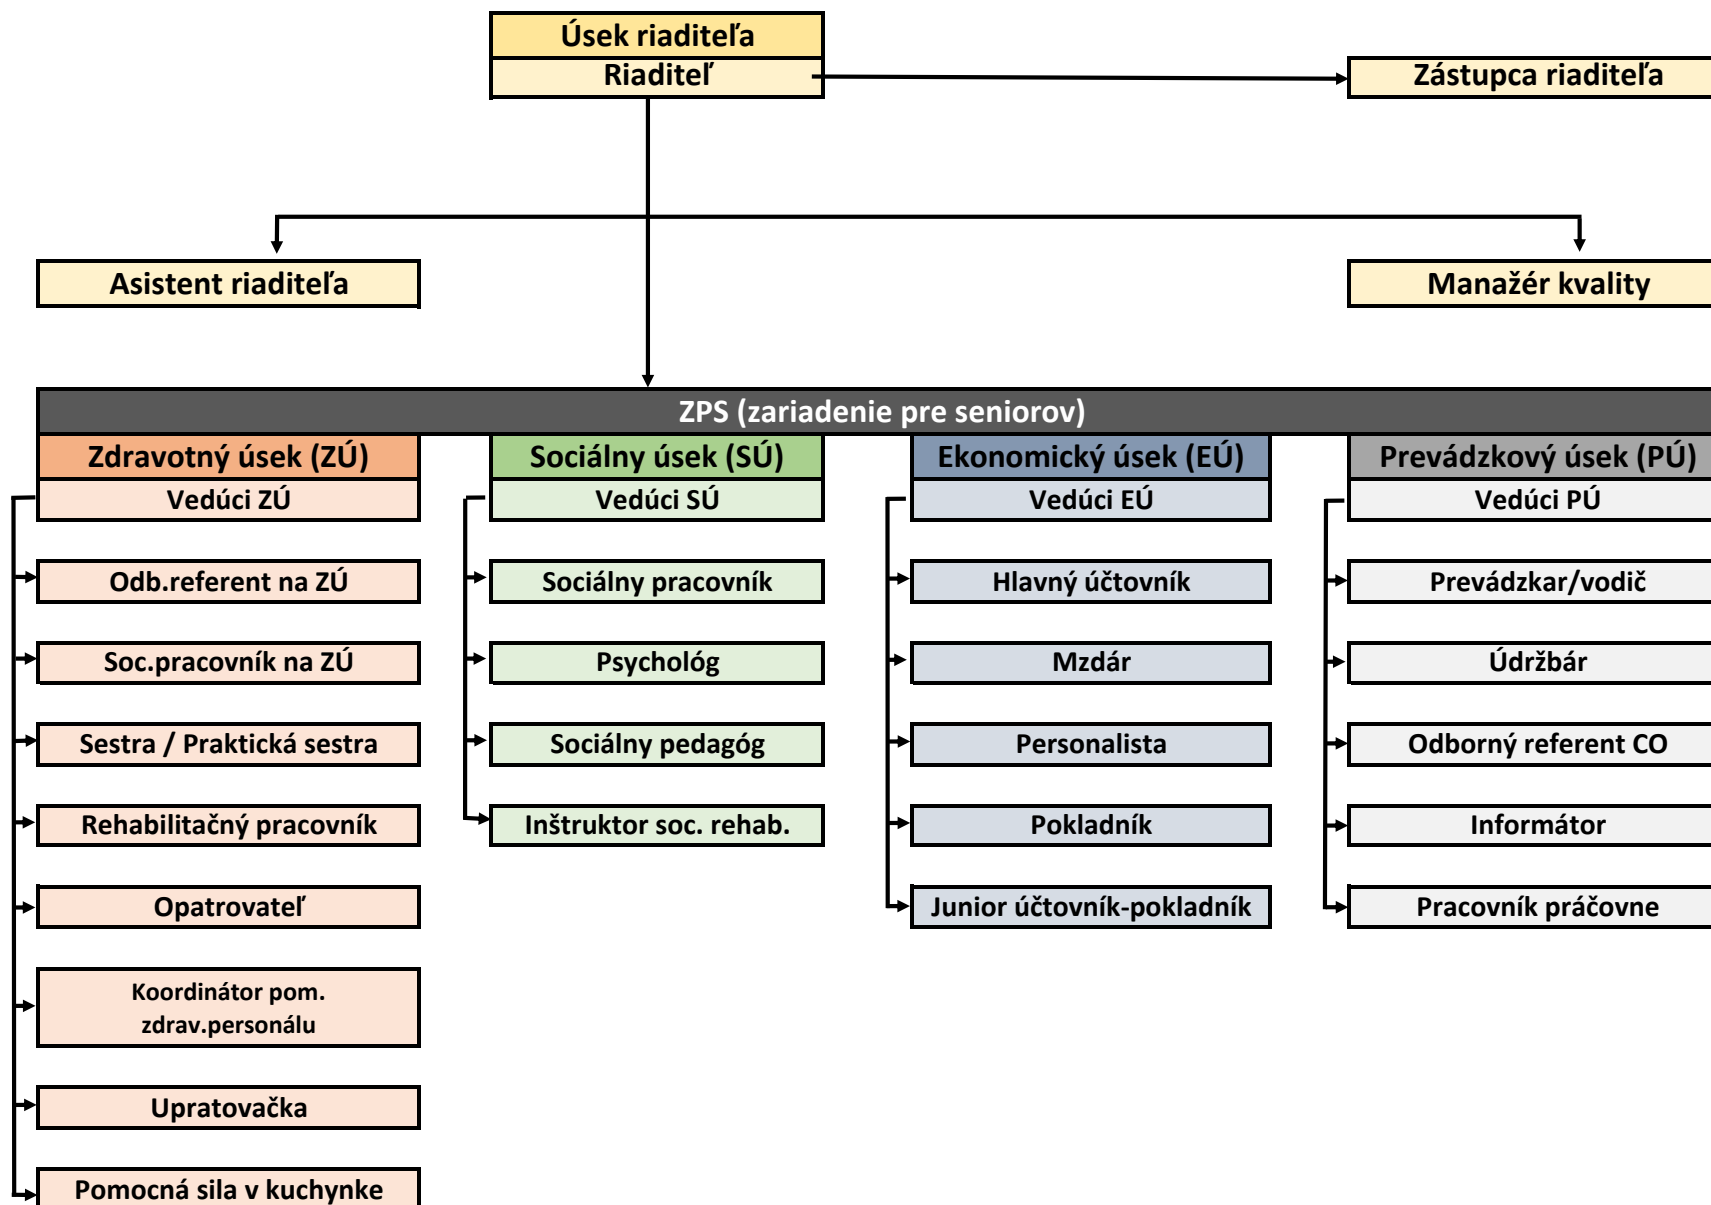 Úsek riaditeľa
Riaditeľ
Zástupca riaditeľa
Asistent riaditeľa
Manažér kvality
ZPS (zariadenie pre seniorov)
Zdravotný úsek (ZÚ)
Vedúci ZÚ
Odb.referent na ZÚ
Soc.pracovník na ZÚ
Sestra / Praktická sestra
Rehabilitačný pracovník
Opatrovateľ
Koordinátor pom.
zdrav.personálu
Upratovačka
Pomocná sila v kuchynke
Sociálny úsek (SÚ)
Vedúci SÚ
Sociálny pracovník
Psychológ
Sociálny pedagóg
Inštruktor soc. rehab.
Ekonomický úsek (EÚ)
Vedúci EÚ
Hlavný účtovník
Mzdár
Personalista
Pokladník
Junior účtovník-pokladník
Prevádzkový úsek (PÚ)
Vedúci PÚ
Prevádzkar/vodič
Údržbár
Odborný referent CO
Informátor
Pracovník práčovne